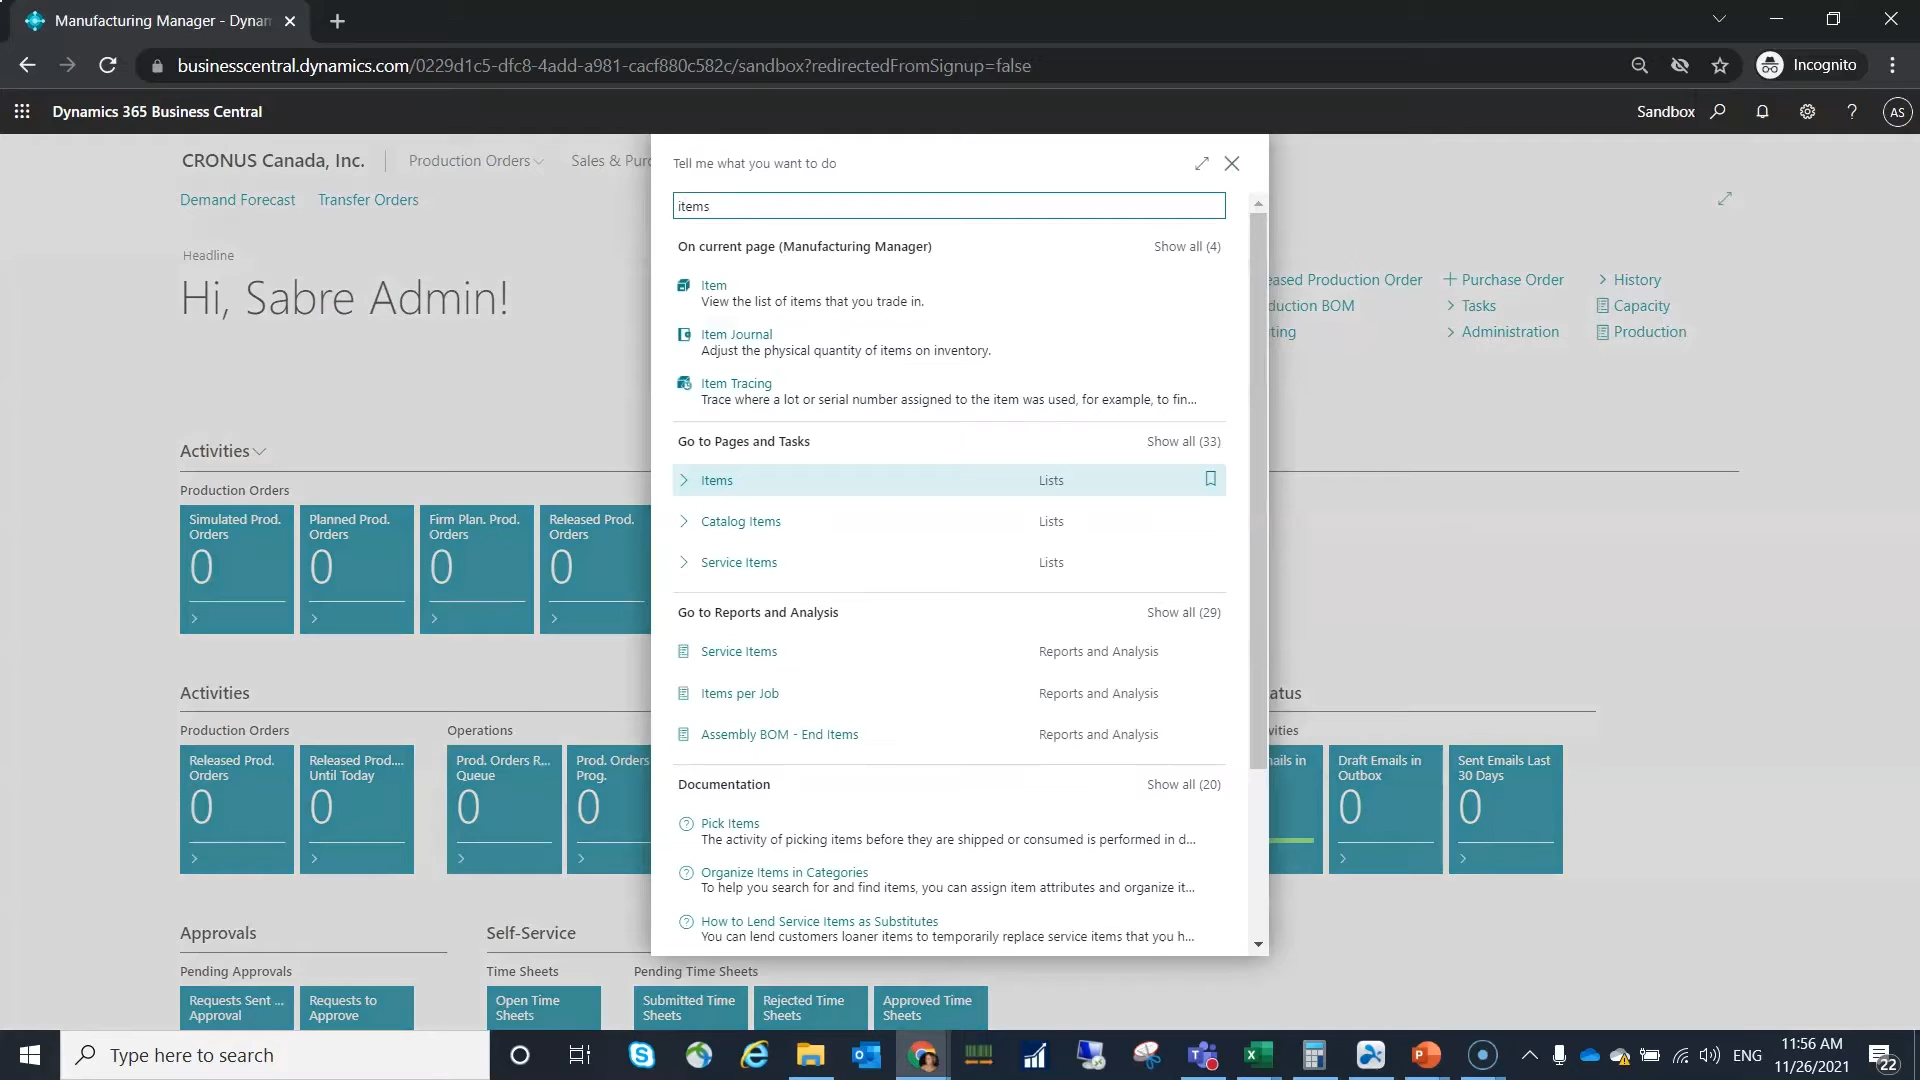 Manufacturing Manager - Dynam
businesscentral.dynamics.com/0229d1c5-dfc8-4add-a981-cacf880c582c/sandbox?redirectedFromSignup=false
Incognito
Dynamics 365 Business Central
Sandbox
?
AS
CRONUS Canada, Inc.
Production Orders
Sales & Purc
Demand Forecast
Transfer Orders
Headline
Hi, Sabre Admin!
eased Production Order
duction BOM
ting
Purchase Order
Tasks
Administration
History
Capacity
Production
Tell me what you want to do
items
On current page (Manufacturing Manager)
Show all (4)
Item
View the list of items that you trade in.
Item Journal
Adjust the physical quantity of items on inventory.
Item Tracing
Trace where a lot or serial number assigned to the item was used, for example, to fin...
Go to Pages and Tasks
Show all (33)
Items
Lists
Catalog Items
Lists
Service Items
Lists
Go to Reports and Analysis
Show all (29)
Service Items
Reports and Analysis
Items per Job
Reports and Analysis
Assembly BOM - End Items
Reports and Analysis
Documentation
Show all (20)
Pick Items
The activity of picking items before they are shipped or consumed is performed in d...
Organize Items in Categories
To help you search for and find items, you can assign item attributes and organize it...
How to Lend Service Items as Substitutes
You can lend customers loaner items to temporarily replace service items that you h...
Activities
Production Orders
Simulated Prod.
Orders
0
Planned Prod.
Orders
0
Firm Plan. Prod.
Orders
0
Released Prod.
Orders
0
Activities
Production Orders
Released Prod.
Orders
0
Released Prod....
Until Today
0
Operations
Prod. Orders R...
Queue
0
Prod. Orders
Prog.
0
atus
vities
nails in
Draft Emails in
Outbox
0
Sent Emails Last
30 Days
0
Approvals
Pending Approvals
Requests Sent ...
Approval
Requests to
Approve
Self-Service
Time Sheets
Open Time
Sheets
Pending Time Sheets
Submitted Time
Sheets
Rejected Time
Sheets
Approved Time
Sheets
Type here to search
ENG
11:56 AM
11/26/2021
22